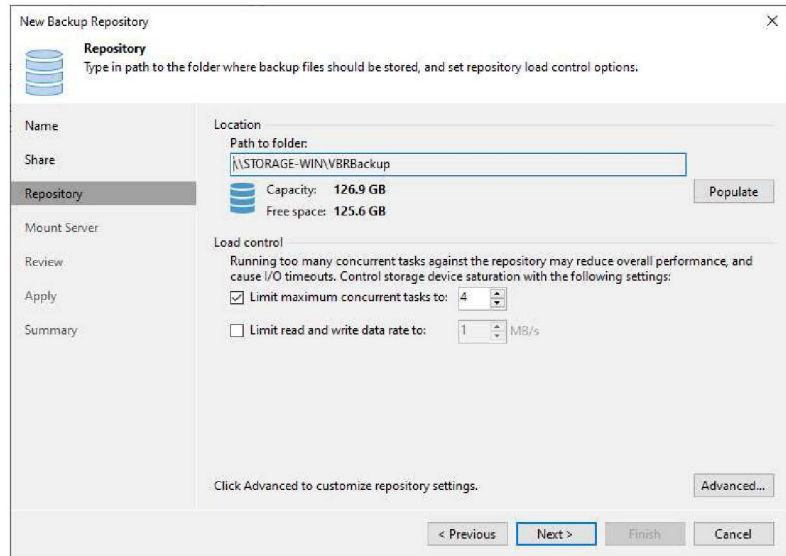 New Backup Repository
Repository
Type in path to the folder where backup files should be stored, and set repository load control options.
Name
Share
Repository
Mount Server
Review
Apply
Summary
Location
Path to folder:
\\STORAGE-WIN\VBRBackup
Capacity: 126.9 GB
Free space: 125.6 GB
Populate
Load control
Running too many concurrent tasks against the repository may reduce overall performance, and
cause I/O timeouts. Control storage device saturation with the following settings:
Limit maximum concurrent tasks to: 4
Limit read and write data rate to: 1 MB/s
Click Advanced to customize repository settings.
Advanced...
< Previous
Next >
Finish
Cancel